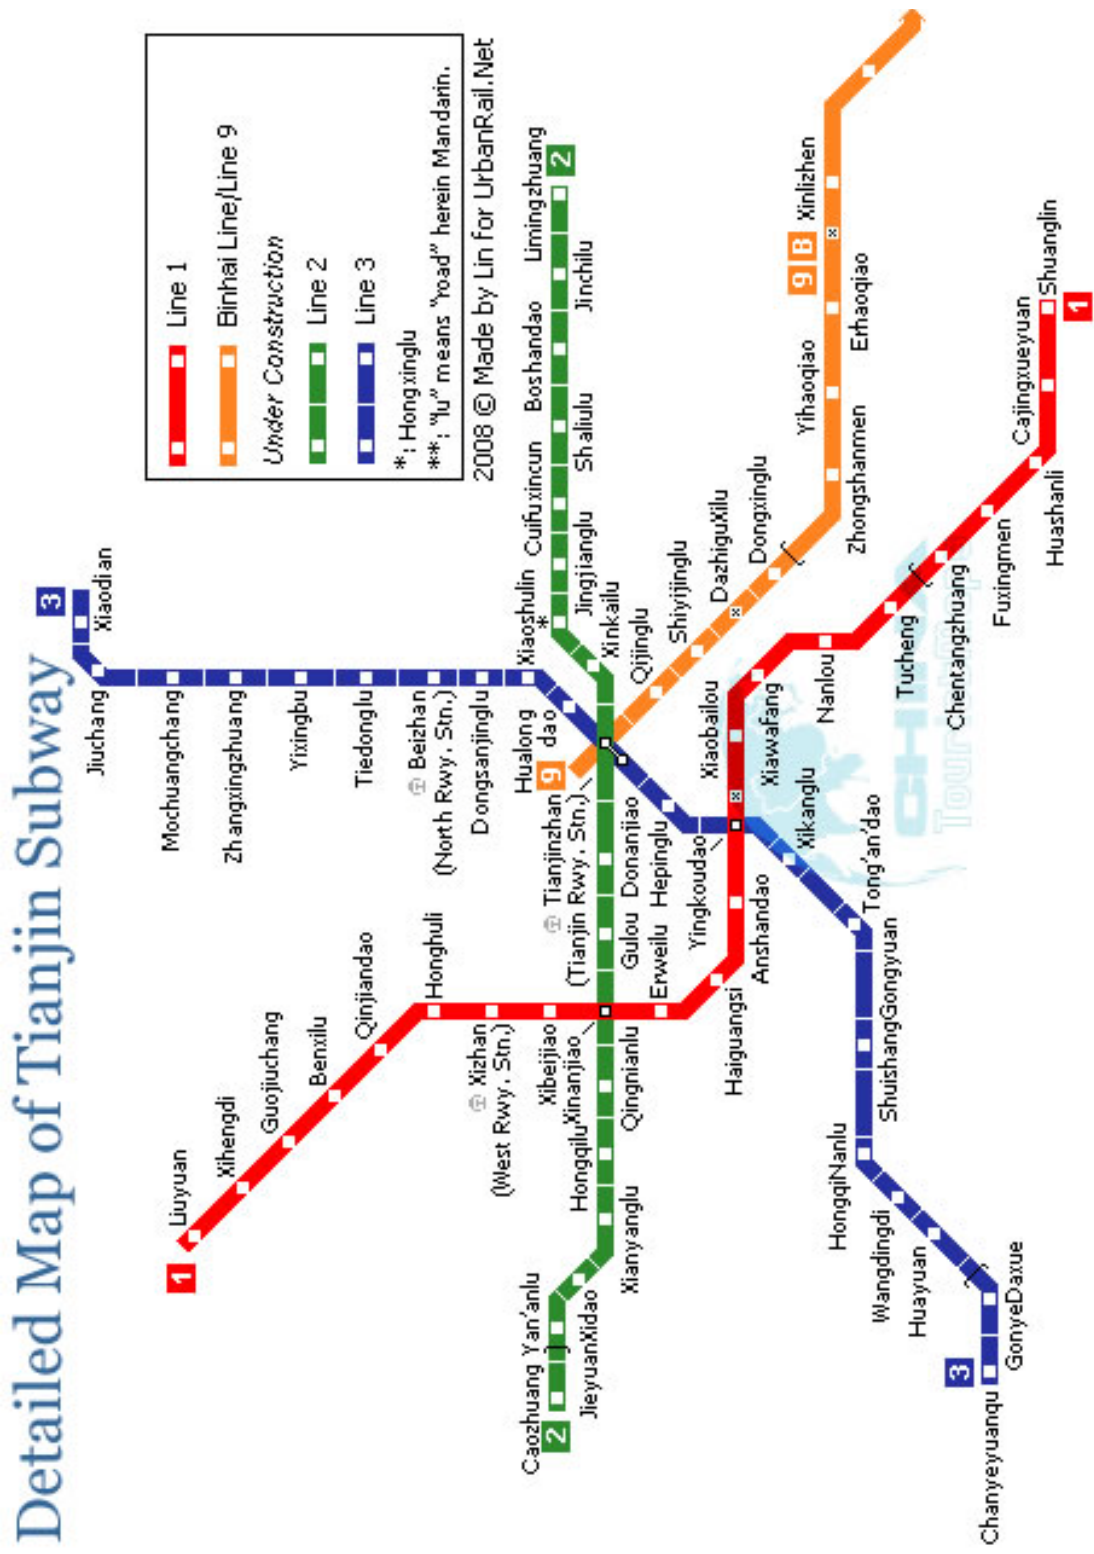 Detailed Map of Tianjin Subway
Line 1
Binhai Line/Line 9
Under Construction
Line 2
Line 3
*: Hongxinglu
**: "lu" means "road" herein Mandarin.
2008 © Made by Lin for UrbanRail.Net
3
Xiaodian
Jiuchang
Mochuangchang
Zhangxingzhuang
Yixingbu
Tiedonglu
Beizhan
(North Rwy. Stn.)
Dongsanjinglu
Xiaoshulin
Hualong
dao
1
Liuyuan
Xihengdi
Guojiuchang
Benxilu
Qinjiandao
Honghuli
Xizhan
(West Rwy. Stn.)
Xibeijiao
Xinanjiao
Erweilu
Haiguangsi
Anshandao
Yingkoudao
Xiaobailou
Xiawafang
Nanlou
Tucheng
Chentangzhuang
Fuxingmen
Huashanli
Cajingxueyuan
Shuanglin
1
2
Caozhuang
Yan'anlu
JieyuanXidao
Xianyanglu
Hongqilu
Qingnianlu
Gulou
Donanjiao
9
Tianjinzhan
(Tianjin Rwy. Stn.)
Xinkailu
*
Jingjianglu
Cuifuxincun
Shaliulu
Boshandao
Jinchilu
Limingzhuang
2
Qijinglu
Shiyijinglu
DazhiguXilu
Dongxinglu
Zhongshanmen
Yihaoqiao
Erhaoqiao
9 B
Xinlizhen
Hepinglu
Xikanglu
Tong'an'dao
ShuishangGongyuan
HongqiNanlu
Wangdingdi
Huayuan
GonyeDaxue
3
Chanyeyuanqu
CHINA
TouristMaps